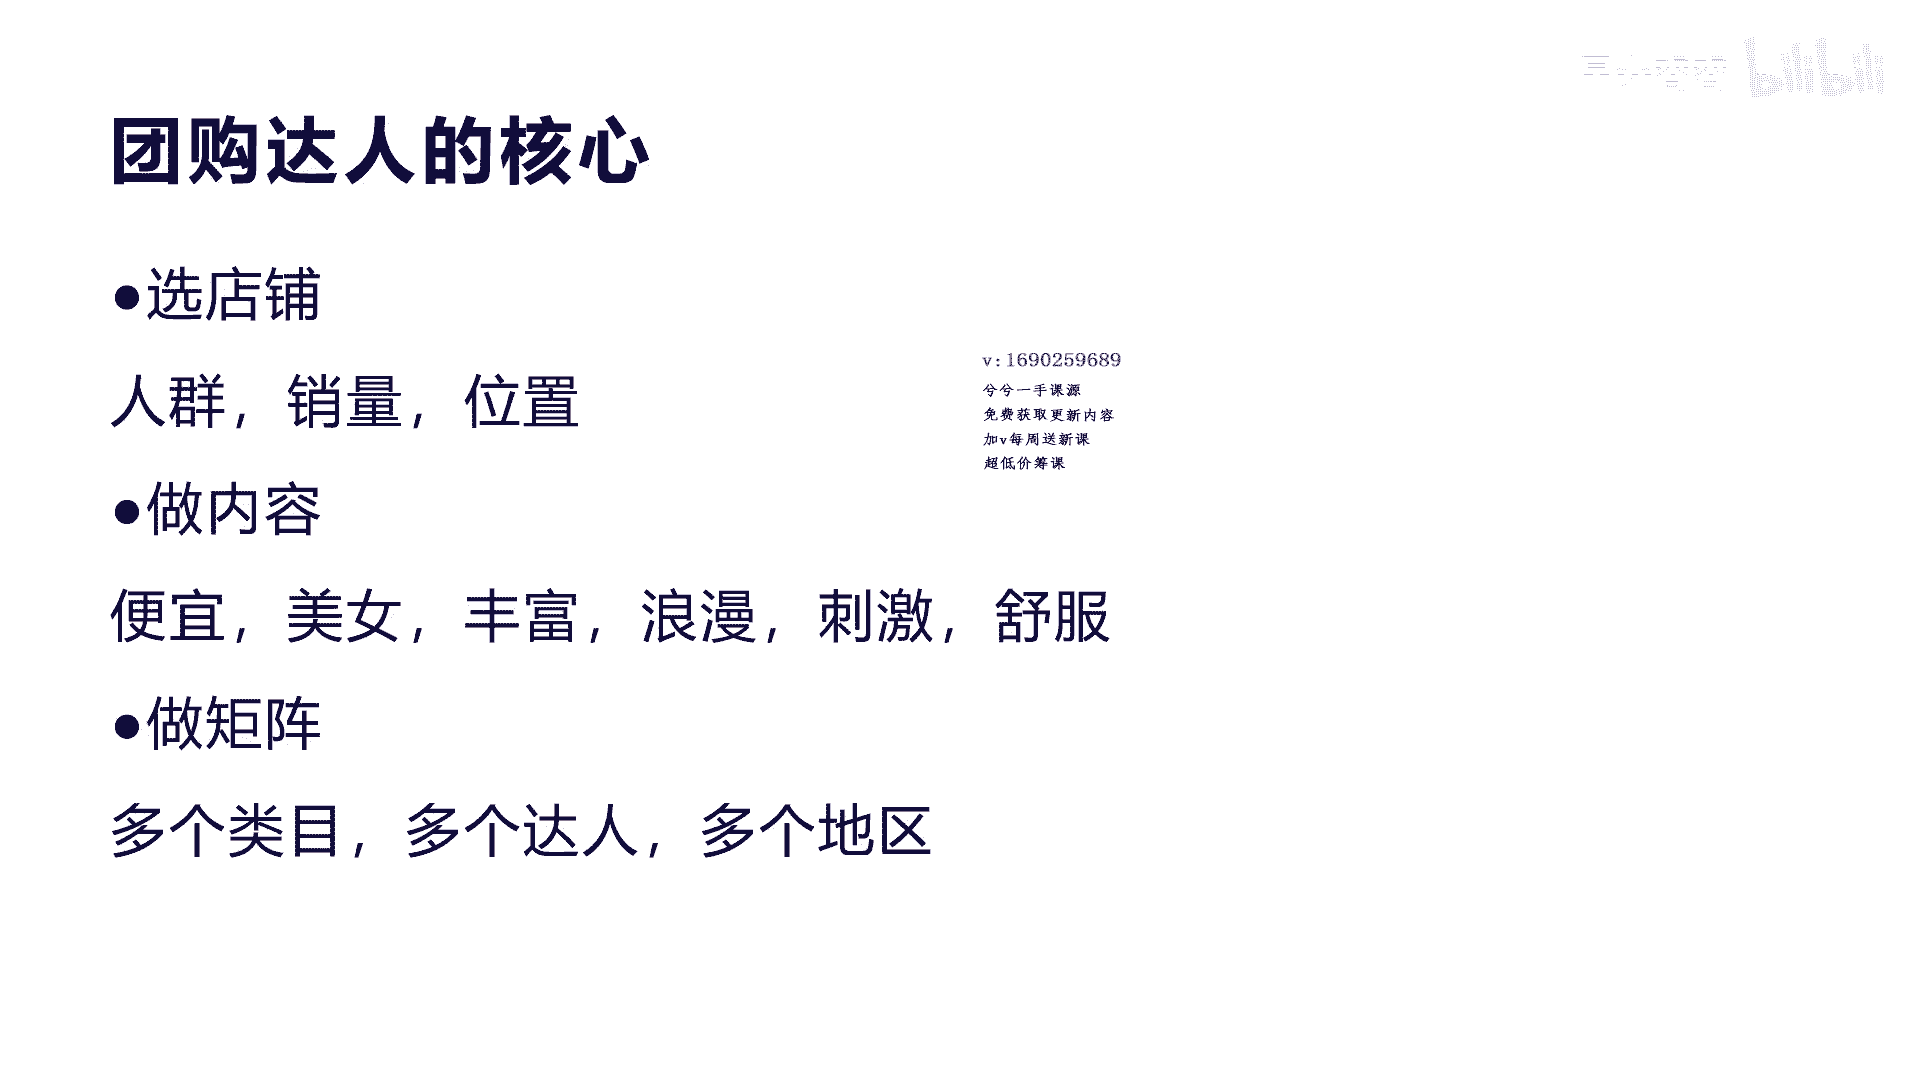 bilibili
团购达人的核心
●选店铺
人群，销量，位置
v:1690259689
兮兮一手课源
免费获取更新内容
加v每周送新课
超低价筹课
●做内容
便宜，美女，丰富，浪漫，刺激，舒服
●做矩阵
多个类目，多个达人，多个地区